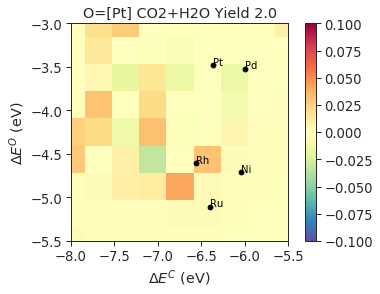 O=[Pt] CO2+H2O Yield 2.0
−3.0
−3.5
−4.0
−4.5
−5.0
−5.5
ΔE^O (eV)
Pt
Pd
Rh
Ni
Ru
−8.0 −7.5 −7.0 −6.5 −6.0 −5.5
ΔE^C (eV)
0.100
0.075
0.050
0.025
0.000
−0.025
−0.050
−0.075
−0.100